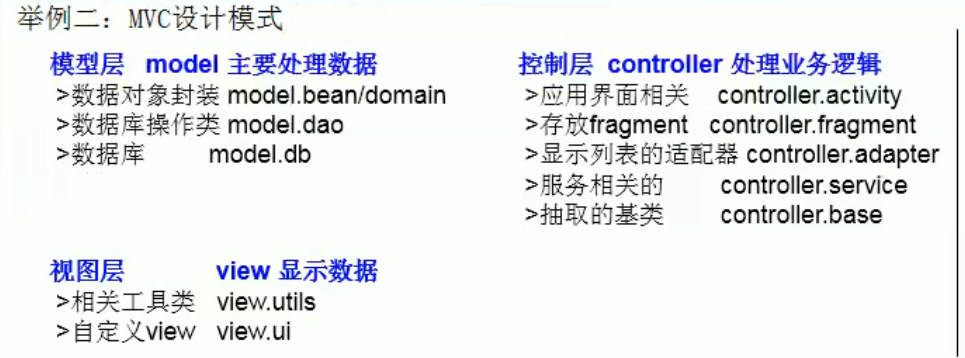 举例二：MVC设计模式
模型层 model 主要处理数据
>数据对象封装 model.bean/domain
>数据库操作类 model.dao
>数据库 model.db
控制层 controller 处理业务逻辑
>应用界面相关 controller.activity
>存放fragment controller.fragment
>显示列表的适配器 controller.adapter
>服务相关的 controller.service
>抽取的基类 controller.base
视图层 view 显示数据
>相关工具类 view.utils
>自定义view view.ui